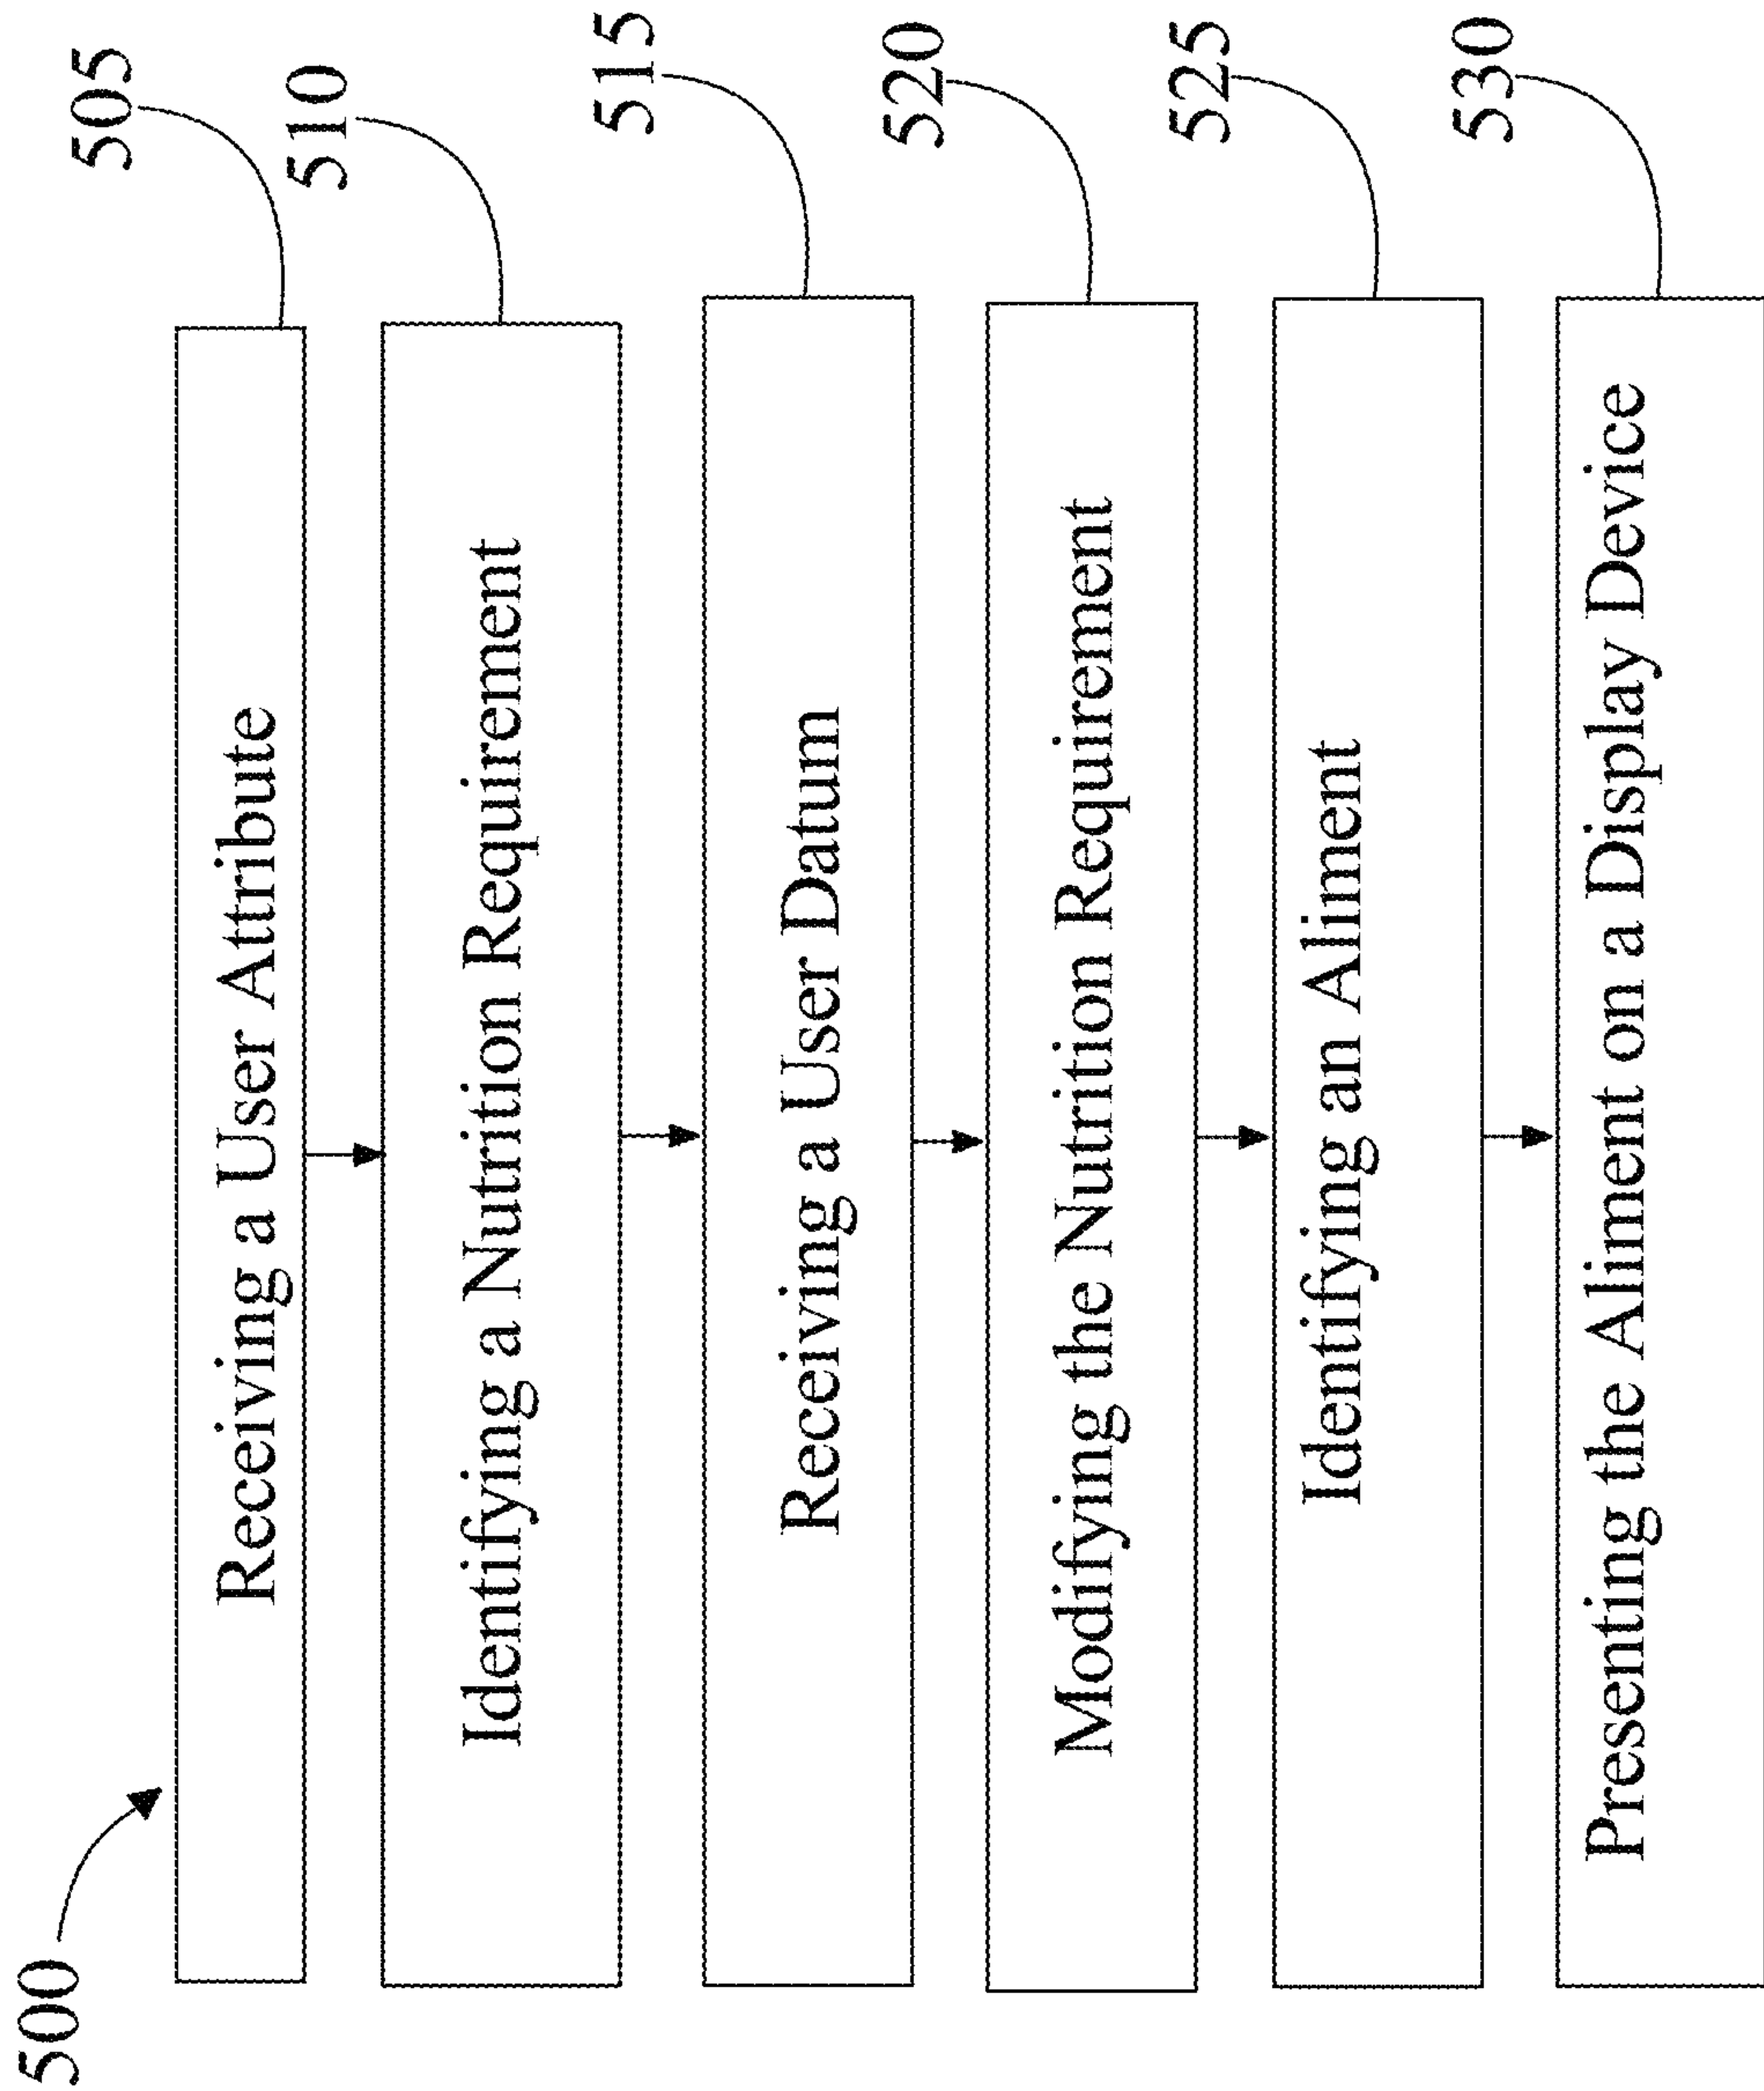 500
Receiving a User Attribute
505
Identifying a Nutrition Requirement
510
Receiving a User Datum
515
Modifying the Nutrition Requirement
520
Identifying an Aliment
525
Presenting the Aliment on a Display Device
530